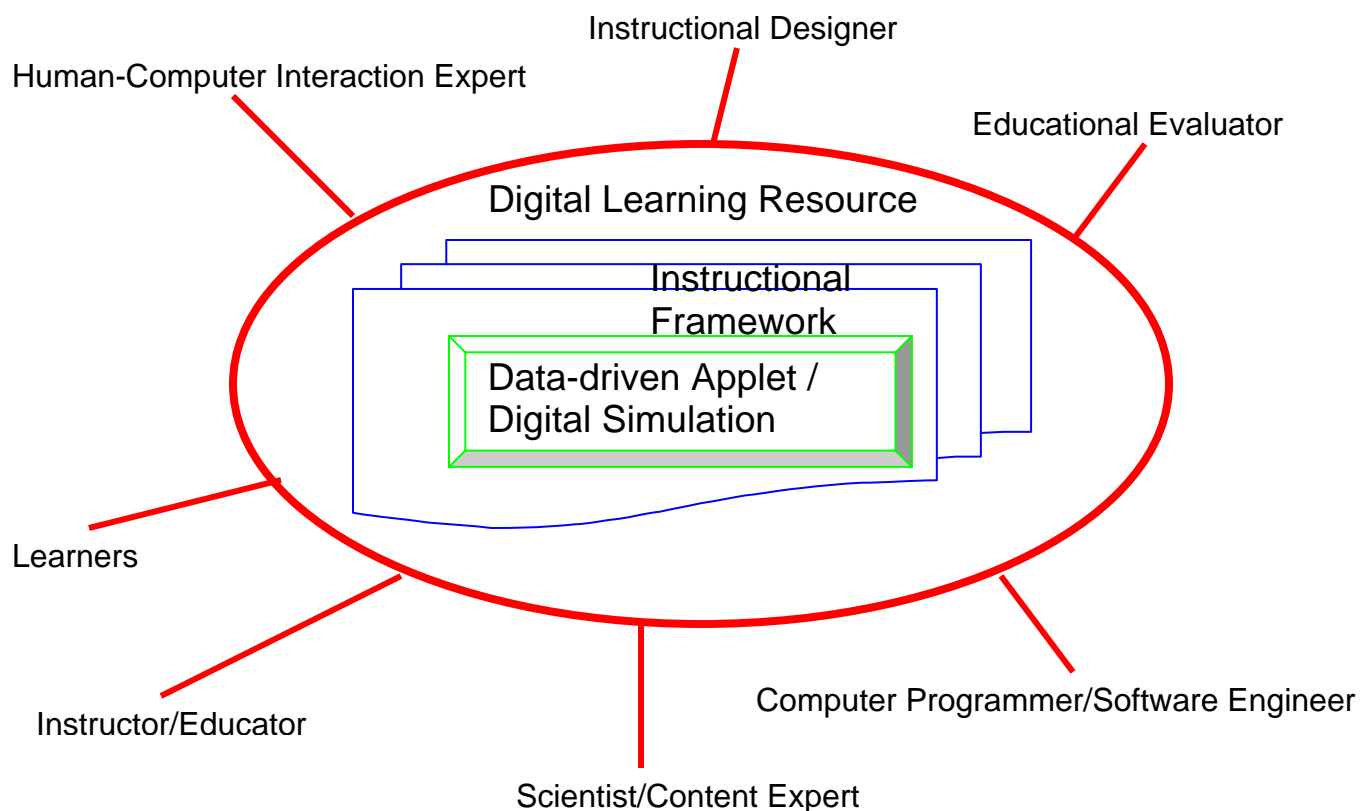 Instructional Designer
Human-Computer Interaction Expert
Educational Evaluator
Digital Learning Resource
Instructional
Framework
Data-driven Applet /
Digital Simulation
Learners
Instructor/Educator
Computer Programmer/Software Engineer
Scientist/Content Expert